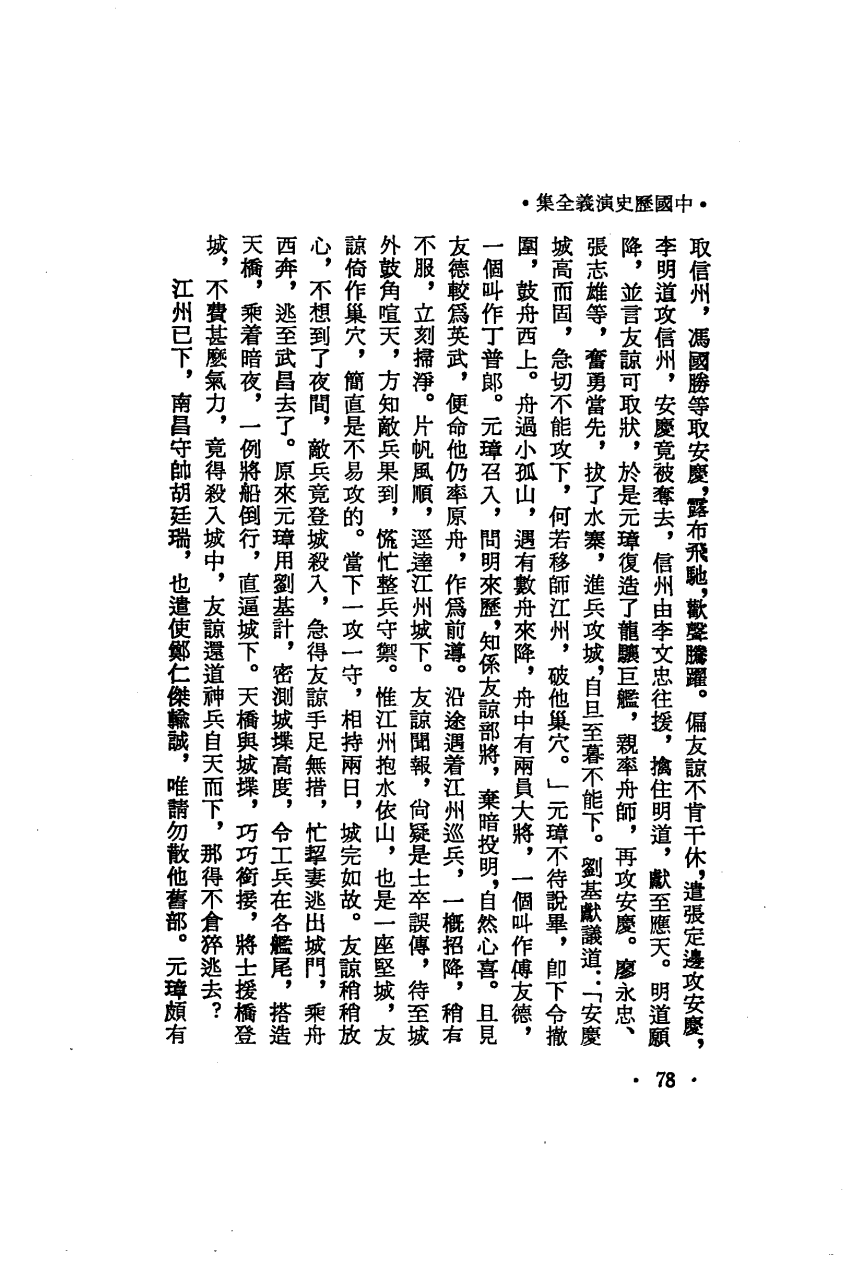 ·中國歷史演義全集·
取信州，馮國勝等取安慶，露布飛馳，歡聲騰躍。偏友諒不肯干休，遣張定邊攻安慶，
李明道攻信州，安慶竟被奪去，信州由李文忠往援，擒住明道，獻至應天。明道願
降，並言友諒可取狀，於是元璋復造了龍驤巨艦，親率舟師，再攻安慶。廖永忠、
張志雄等，奮勇當先，拔了水寨，進兵攻城，自旦至暮不能下。劉基獻議道：「安慶
城高而固，急切不能攻下，何若移師江州，破他巢穴。」元璋不待說畢，卽下令撤
圍，鼓舟西上。舟過小孤山，遇有數舟來降，舟中有兩員大將，一個叫作傅友德，
一個叫作丁普郎。元璋召入，問明來歷，知係友諒部將，棄暗投明，自然心喜。且見
友德較爲英武，便命他仍率原舟，作爲前導。沿途遇着江州巡兵，一概招降，稍有
不服，立刻掃淨。片帆風順，逕達江州城下。友諒聞報，尙疑是士卒誤傳，待至城
外鼓角喧天，方知敵兵果到，慌忙整兵守禦。惟江州抱水依山，也是一座堅城，友
諒倚作巢穴，簡直是不易攻的。當下一攻一守，相持兩日，城完如故。友諒稍稍放
心，不想到了夜間，敵兵竟登城殺入，急得友諒手足無措，忙挈妻逃出城門，乘舟
西奔，逃至武昌去了。原來元璋用劉基計，密測城堞高度，令工兵在各艦尾，搭造
天橋，乘着暗夜，一例將船倒行，直逼城下。天橋與城堞，巧巧銜接，將士援橋登
城，不費甚麼氣力，竟得殺入城中，友諒還道神兵自天而下，那得不倉猝逃去？
江州已下，南昌守帥胡廷瑞，也遣使鄭仁傑輸誠，唯請勿散他舊部。元璋頗有
·78·